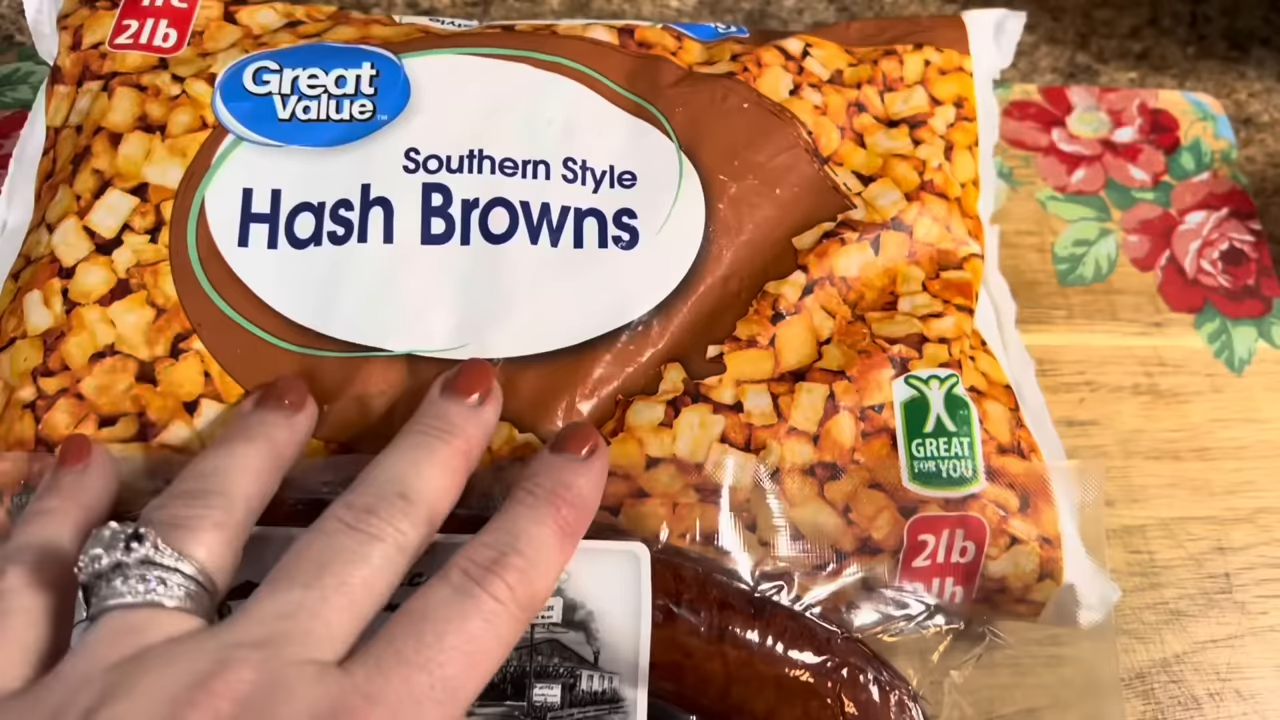 2lb
Great
Value
Southern Style
Hash Browns
GREAT
FOR YOU
2lb